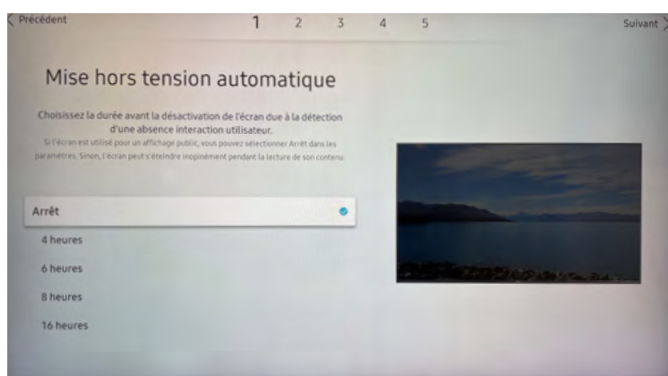 Précédent 1 2 3 4 5 Suivant
Mise hors tension automatique
Choisissez la durée avant la désactivation de l'écran due à la détection
d'une absence interaction utilisateur.
Si l'écran est utilisé pour un affichage public, vous pouvez sélectionner Arrêt dans les
paramètres. Sinon, l'écran peut s'éteindre inopinément pendant la lecture de son contenu.
Arrêt
4 heures
6 heures
8 heures
16 heures